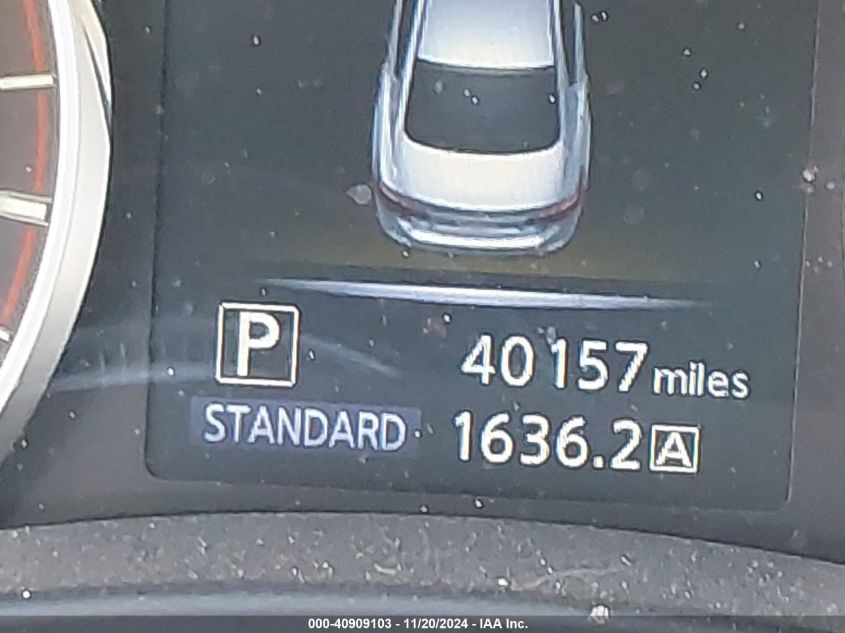 P 40157 miles
STANDARD 1636.2 A
000-40909103 - 11/20/2024 - IAA Inc.